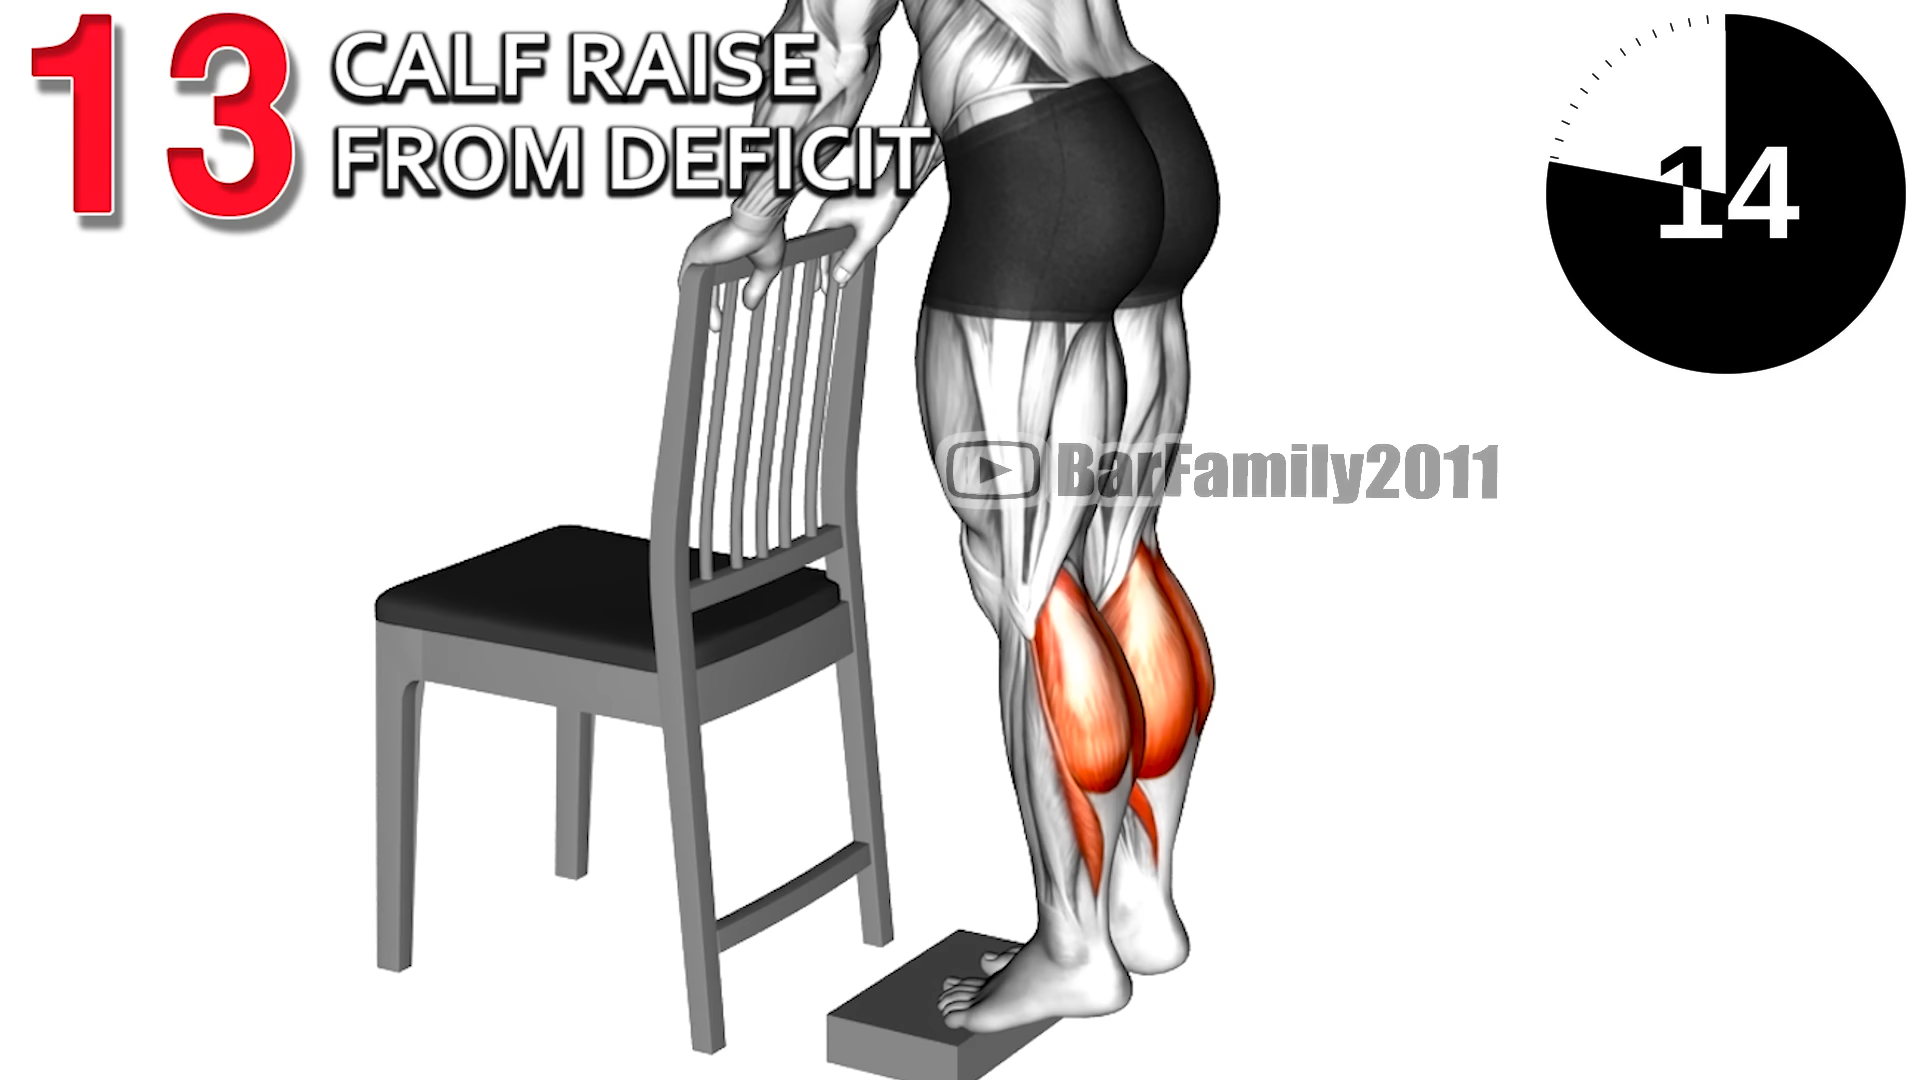 13
CALF RAISE
FROM DEFICIT
14
BarFamily2011